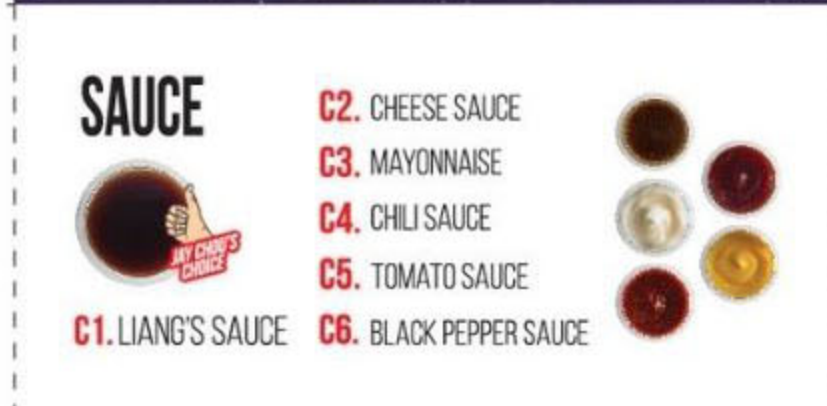 SAUCE
JAY CHOU'S
CHOICE
C1. LIANG'S SAUCE
C2. CHEESE SAUCE
C3. MAYONNAISE
C4. CHILI SAUCE
C5. TOMATO SAUCE
C6. BLACK PEPPER SAUCE